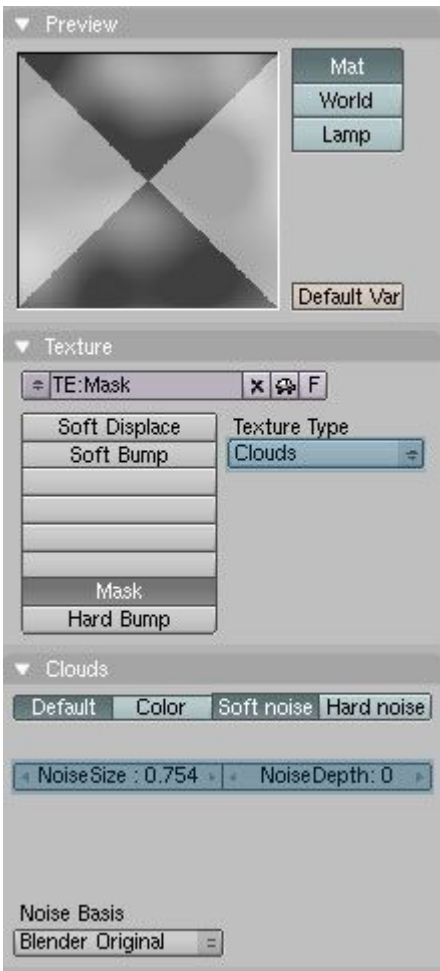 Preview
Mat
World
Lamp
Default Var
Texture
TE:Mask F
Soft Displace
Texture Type
Soft Bump
Clouds
Mask
Hard Bump
Clouds
Default Color Soft noise Hard noise
NoiseSize : 0.754 NoiseDepth: 0
Noise Basis
Blender Original